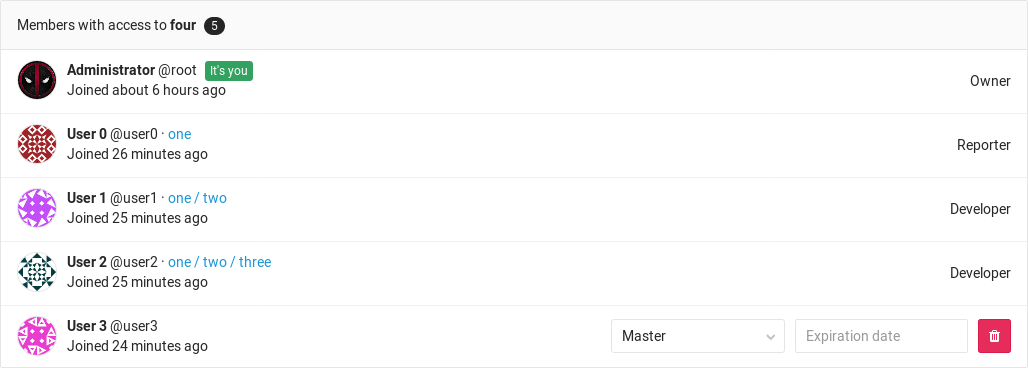 Members with access to four 5
Administrator @root It's you
Joined about 6 hours ago
Owner
User 0 @user0 · one
Joined 26 minutes ago
Reporter
User 1 @user1 · one / two
Joined 25 minutes ago
Developer
User 2 @user2 · one / two / three
Joined 25 minutes ago
Developer
User 3 @user3
Joined 24 minutes ago
Master
Expiration date